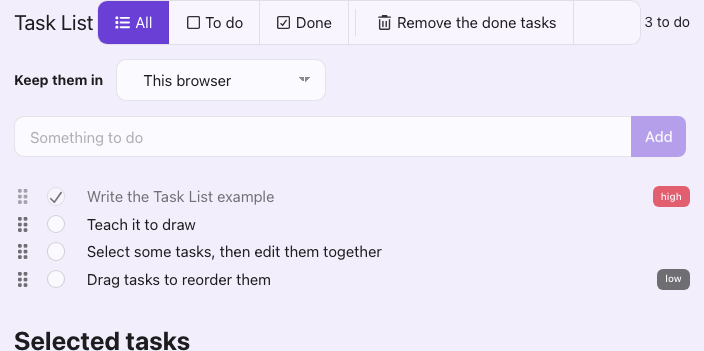 Task List All To do Done Remove the done tasks 3 to do
Keep them in This browser
Something to do Add
Write the Task List example high
Teach it to draw
Select some tasks, then edit them together
Drag tasks to reorder them low
Selected tasks